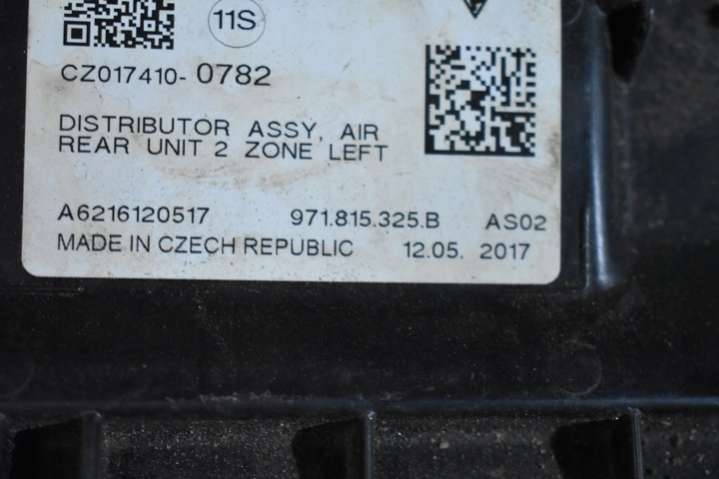 11S
CZ017410- 0782
DISTRIBUTOR ASSY, AIR
REAR UNIT 2 ZONE LEFT
A6216120517 971.815.325.B AS02
MADE IN CZECH REPUBLIC 12.05. 2017